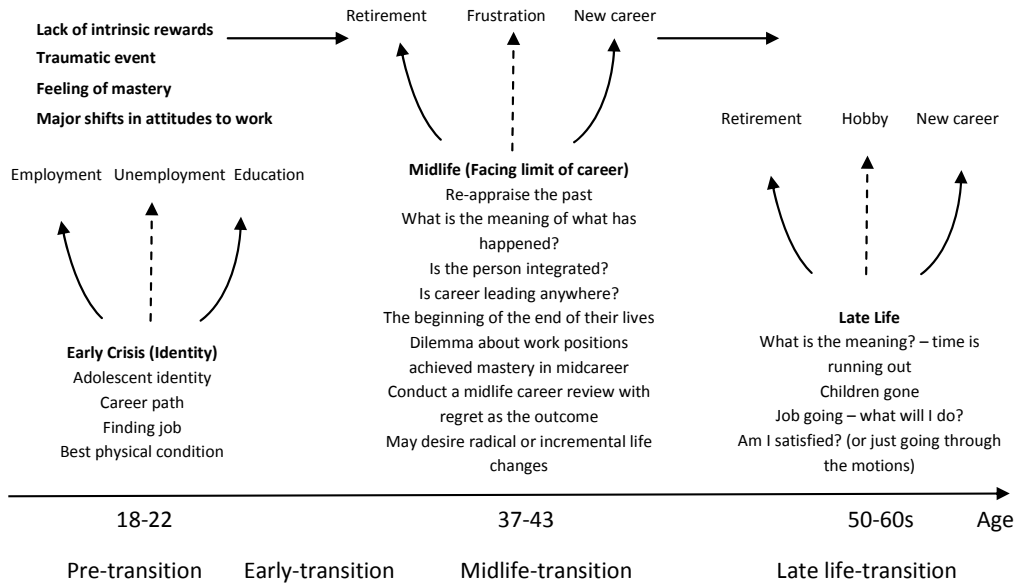 Lack of intrinsic rewards
Traumatic event
Feeling of mastery
Major shifts in attitudes to work
Employment Unemployment Education
Early Crisis (Identity)
Adolescent identity
Career path
Finding job
Best physical condition
Retirement Frustration New career
Midlife (Facing limit of career)
Re-appraise the past
What is the meaning of what has
happened?
Is the person integrated?
Is career leading anywhere?
The beginning of the end of their lives
Dilemma about work positions
achieved mastery in midcareer
Conduct a midlife career review with
regret as the outcome
May desire radical or incremental life
changes
Retirement Hobby New career
Late Life
What is the meaning? – time is
running out
Children gone
Job going – what will I do?
Am I satisfied? (or just going through
the motions)
18-22 37-43 50-60s Age
Pre-transition Early-transition Midlife-transition Late life-transition